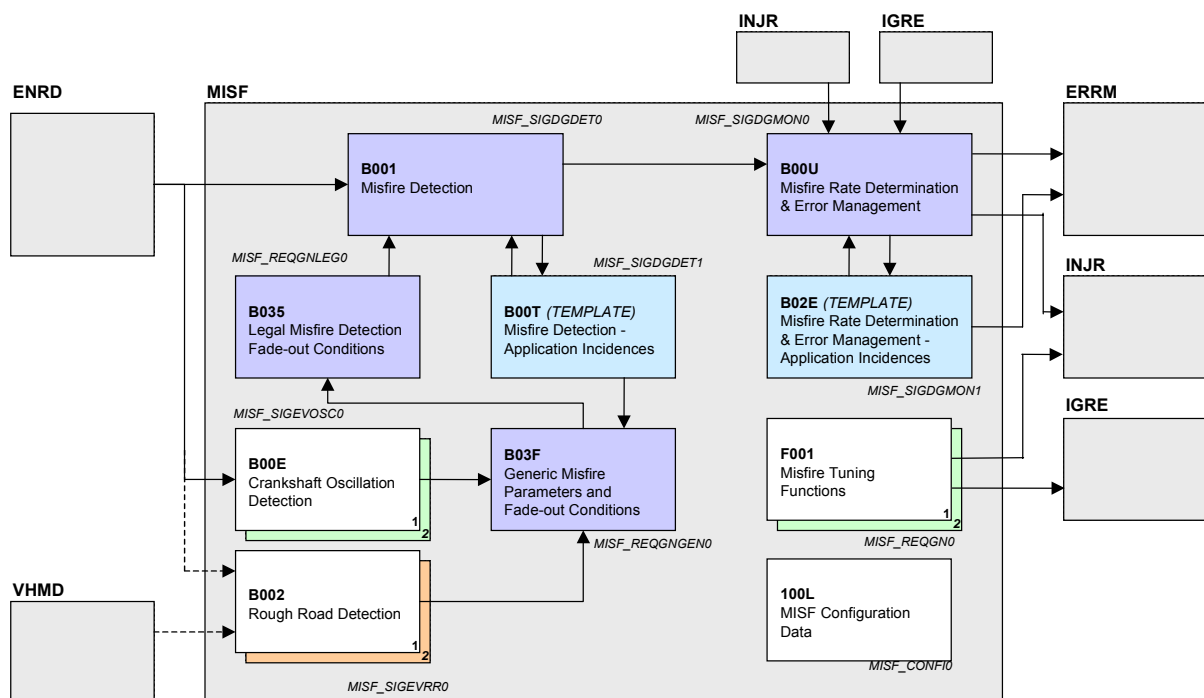 INJR
IGRE
ENRD
MISF
ERRM
MISF_SIGDGDET0
MISF_SIGDGMON0
B001
Misfire Detection
B00U
Misfire Rate Determination
& Error Management
MISF_REQGNLEG0
MISF_SIGDGDET1
INJR
B035
Legal Misfire Detection
Fade-out Conditions
B00T (TEMPLATE)
Misfire Detection -
Application Incidences
B02E (TEMPLATE)
Misfire Rate Determination
& Error Management -
Application Incidences
MISF_SIGDGMON1
IGRE
MISF_SIGEVOSC0
B00E
Crankshaft Oscillation
Detection
1
2
B03F
Generic Misfire
Parameters and
Fade-out Conditions
F001
Misfire Tuning
Functions
1
2
MISF_REQGNGEN0
MISF_REQGN0
VHMD
B002
Rough Road Detection
1
2
100L
MISF Configuration
Data
MISF_CONFI0
MISF_SIGEVRR0